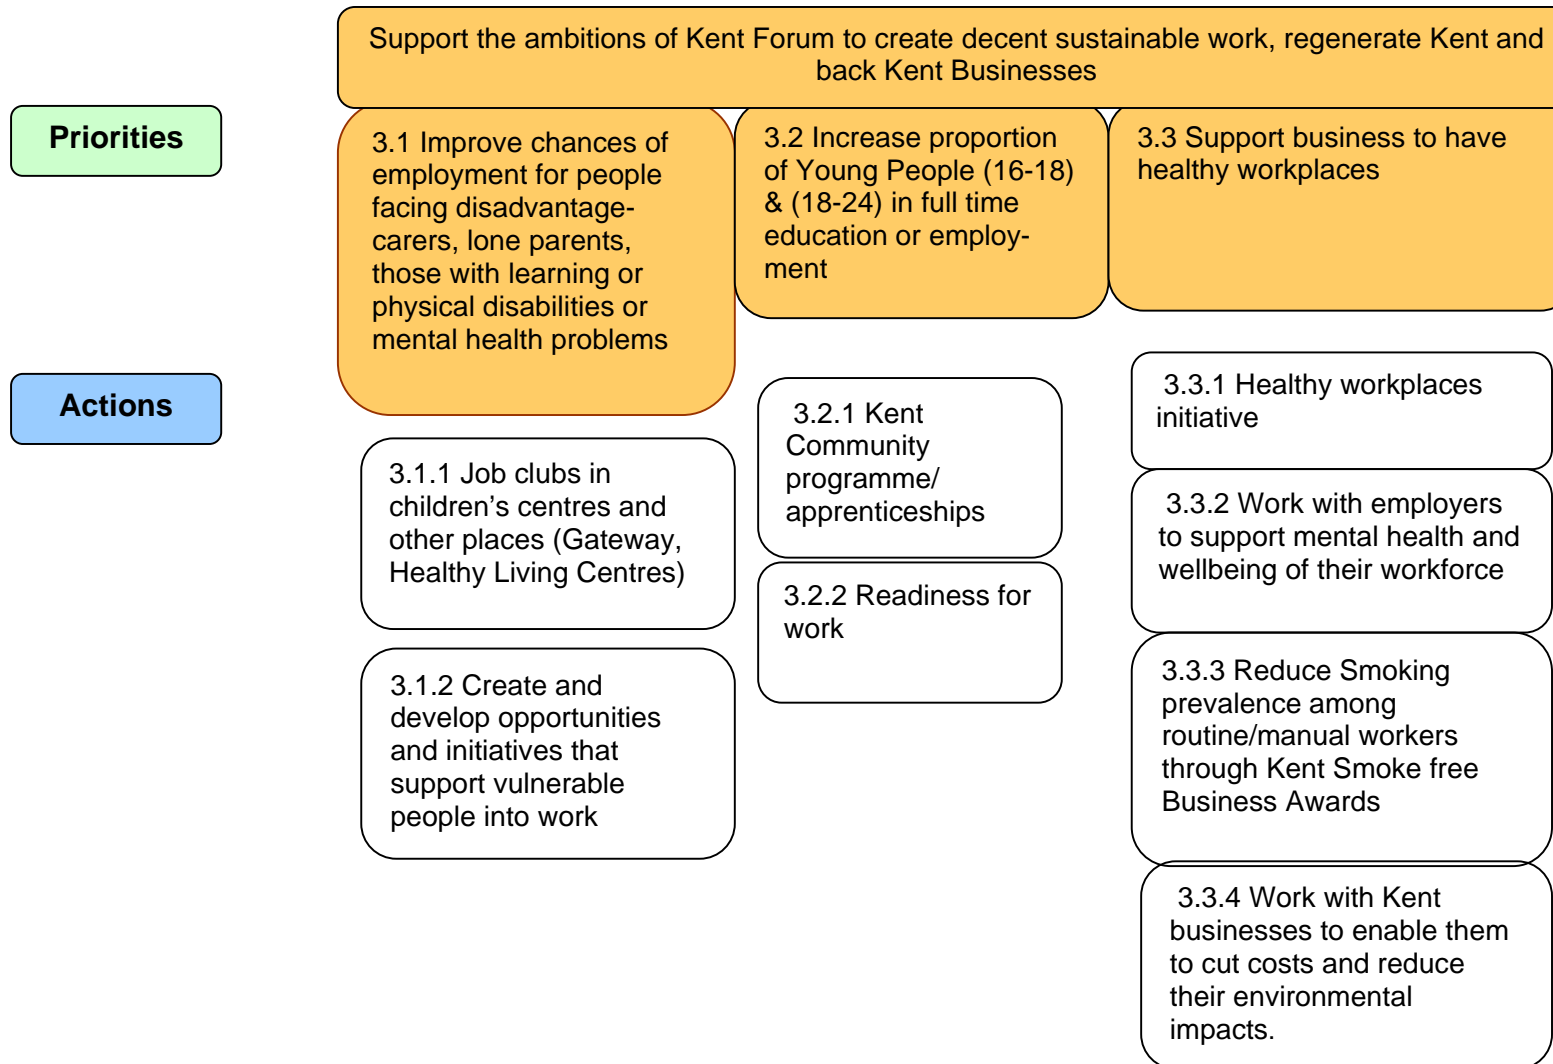 Support the ambitions of Kent Forum to create decent sustainable work, regenerate Kent and
back Kent Businesses
Priorities
3.1 Improve chances of
employment for people
facing disadvantage-
carers, lone parents,
those with learning or
physical disabilities or
mental health problems
3.2 Increase proportion
of Young People (16-18)
& (18-24) in full time
education or employ-
ment
3.3 Support business to have
healthy workplaces
Actions
3.1.1 Job clubs in
children's centres and
other places (Gateway,
Healthy Living Centres)
3.1.2 Create and
develop opportunities
and initiatives that
support vulnerable
people into work
3.2.1 Kent
Community
programme/
apprenticeships
3.2.2 Readiness for
work
3.3.1 Healthy workplaces
initiative
3.3.2 Work with employers
to support mental health and
wellbeing of their workforce
3.3.3 Reduce Smoking
prevalence among
routine/manual workers
through Kent Smoke free
Business Awards
3.3.4 Work with Kent
businesses to enable them
to cut costs and reduce
their environmental
impacts.